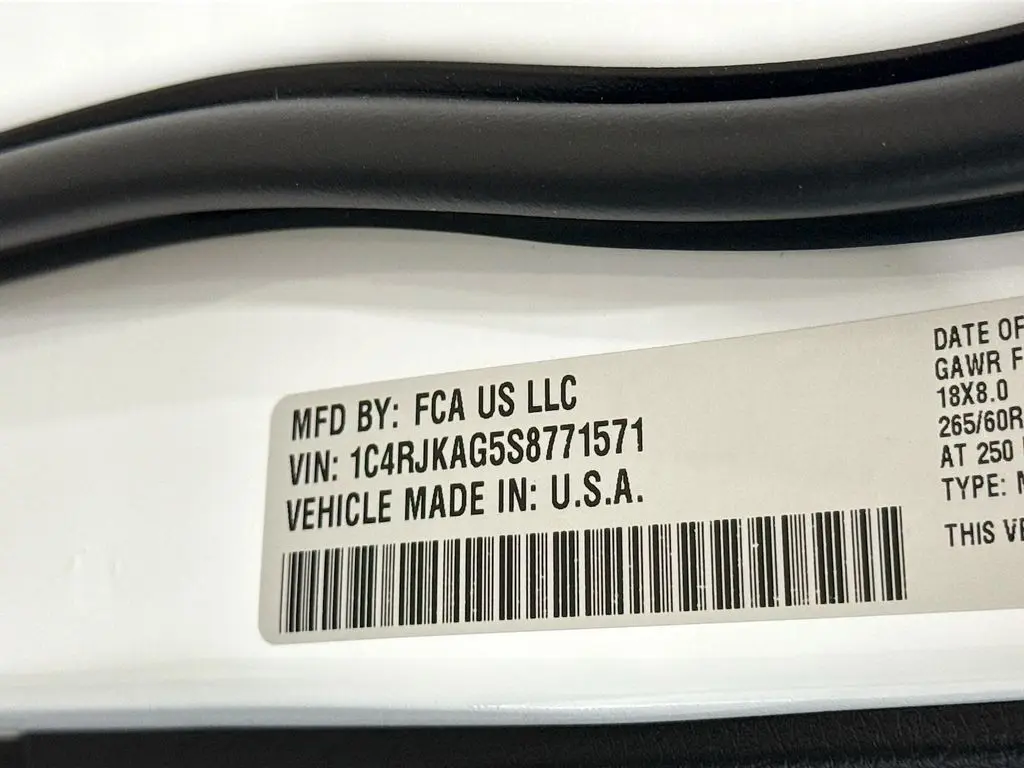 MFD BY: FCA US LLC
VIN: 1C4RJKAG5S8771571
VEHICLE MADE IN: U.S.A.
DATE OF
GAWR F
18X8.0
265/60R
AT 250
TYPE:
THIS VE